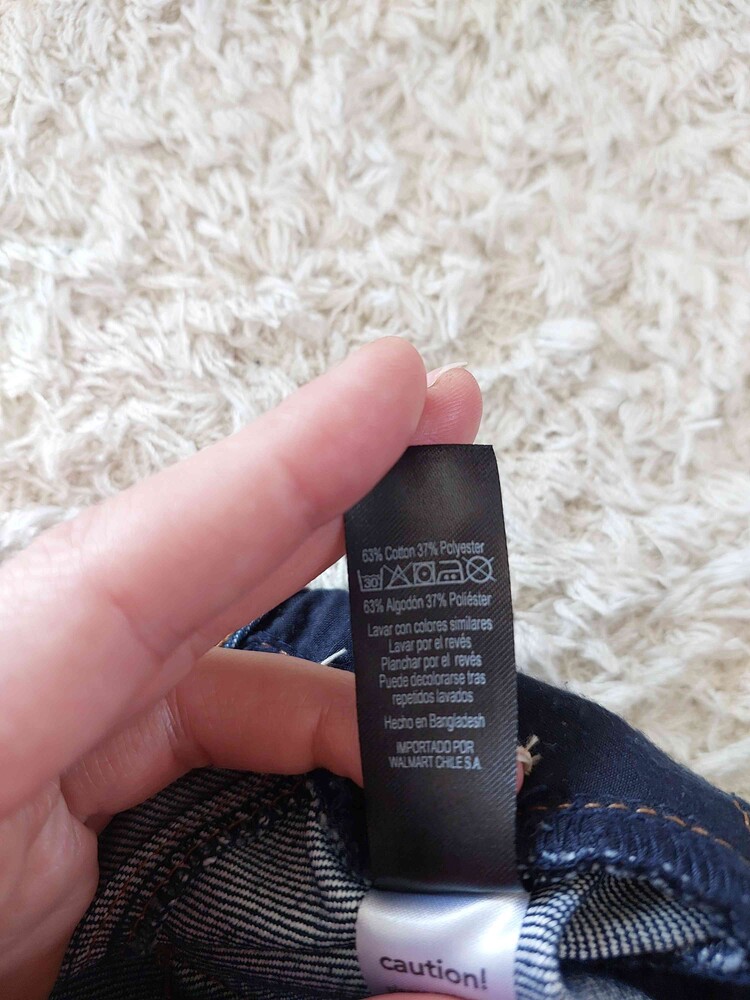 63% Cotton 37% Polyester
30
63% Algodón 37% Poliéster
Lavar con colores similares
Lavar por el revés
Planchar por el revés
Puede decolorarse tras
repetidos lavados
Hecho en Bangladesh
IMPORTADO POR
WALMART CHILE S.A
caution!